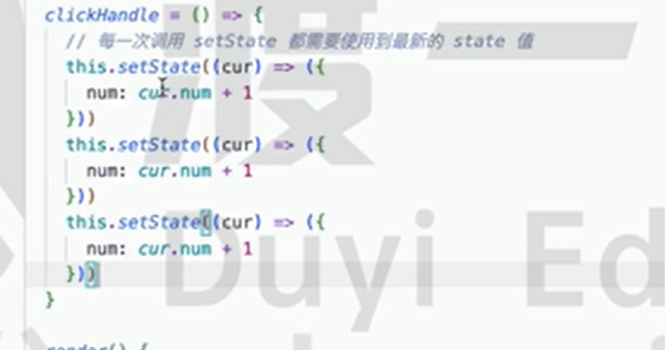 clickHandle = () => {
// 每一次调用 setState 都需要使用到最新的 state 值
this.setState((cur) => ({
num: cur.num + 1
}))
this.setState((cur) => ({
num: cur.num + 1
}))
this.setState((cur) => ({
num: cur.num + 1
}))
}
render() {
渡
Duyi Ed